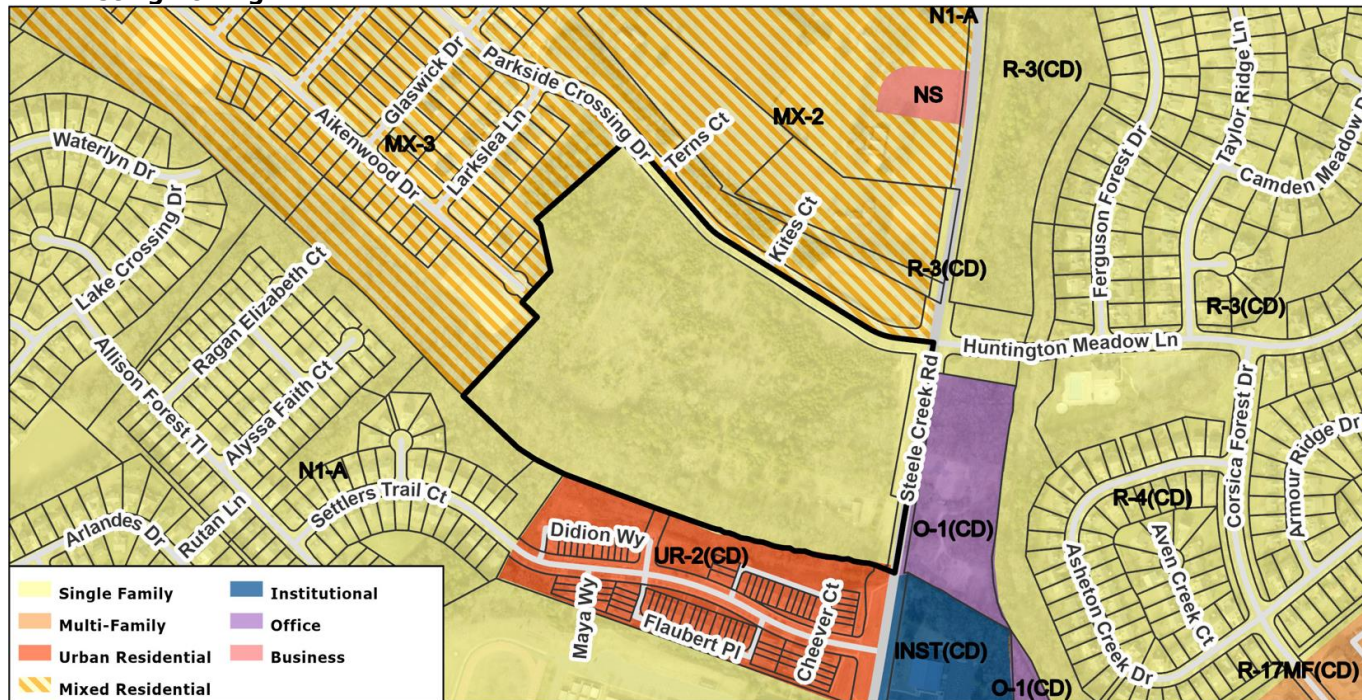 N1-A
Parkside Crossing Dr
Glaswick Dr
R-3(CD)
Taylor Ridge Ln
NS
MX-2
Aikenwood Dr
Larkslea Ln
Terns Ct
MX-3
Waterlyn Dr
Ferguson Forest Dr
Camden Meadow
Lake Crossing Dr
Kites Ct
Ragan Elizabeth Ct
R-3(CD)
R-3(CD)
Huntington Meadow Ln
Allison Forest Tl
Alyssa Faith Ct
Steele Creek Rd
Corsica Forest Dr
Armour Ridge Dr
N1-A
Settlers Trail Ct
R-4(CD)
Arlandes Dr
Rutan Ln
Didion Wy
UR-2(CD)
O-1(CD)
Aven Creek Ct
Asheton Creek Dr
Maya Wy
Flaubert Pl
Cheever Ct
INST(CD)
O-1(CD)
R-17MF(CD)
Single Family
Multi-Family
Urban Residential
Mixed Residential
Institutional
Office
Business